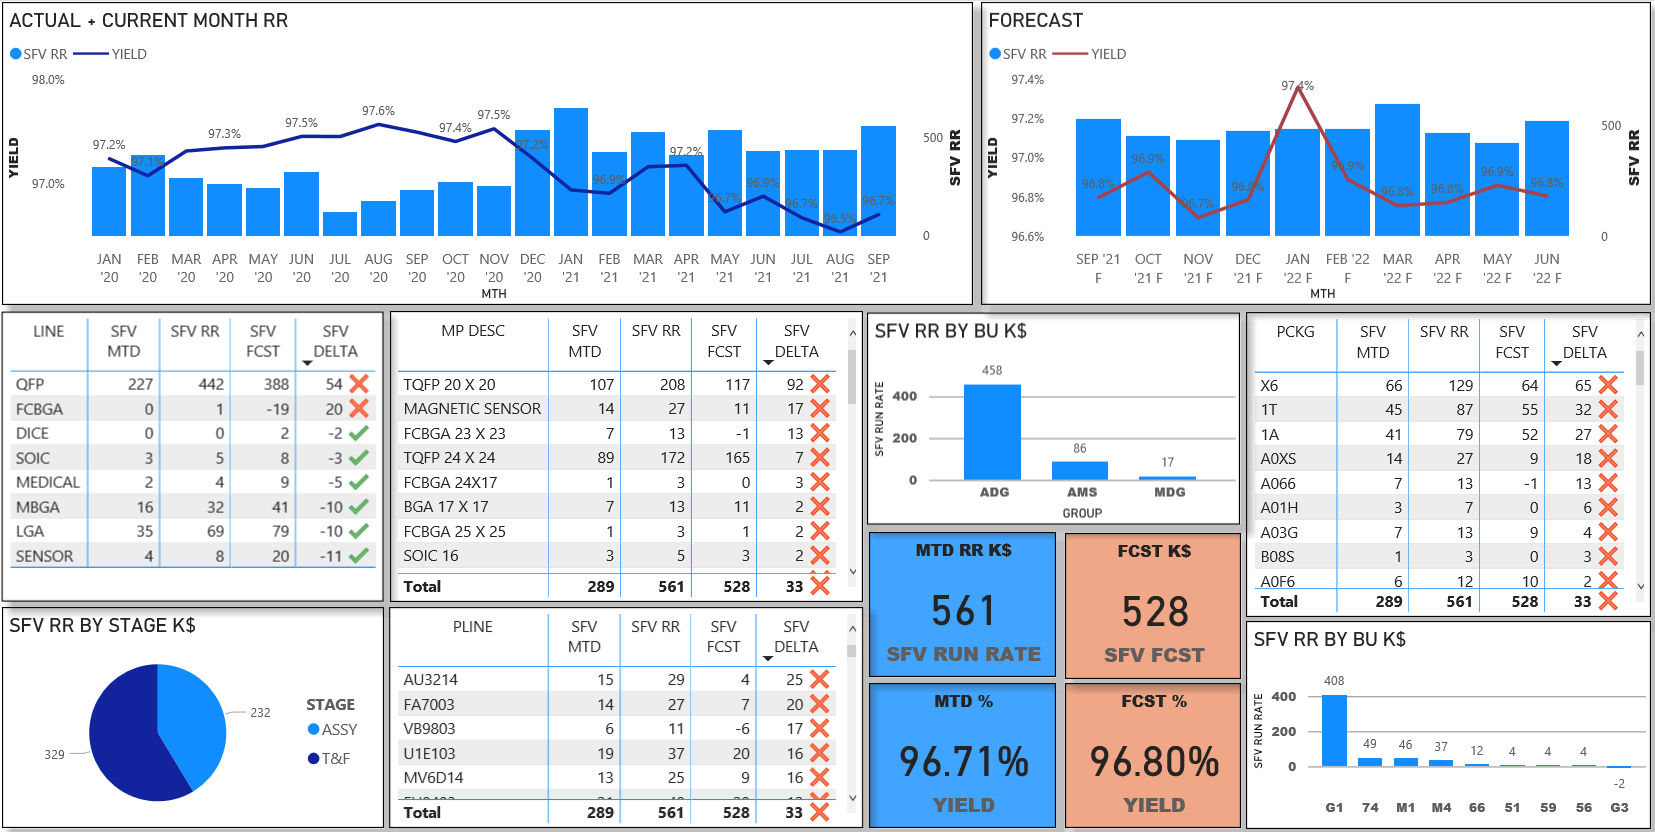 ACTUAL + CURRENT MONTH RR
SFV RR YIELD
98.0%
97.0%
YIELD
97.2% 97.1% 97.3% 97.5% 97.6% 97.4% 97.5% 97.2% 96.9% 97.2% 96.7% 96.9% 96.7% 96.5% 96.7%
500
0
SFV RR
JAN '20 FEB '20 MAR '20 APR '20 MAY '20 JUN '20 JUL '20 AUG '20 SEP '20 OCT '20 NOV '20 DEC '20 JAN '21 FEB '21 MAR '21 APR '21 MAY '21 JUN '21 JUL '21 AUG '21 SEP '21
MTH
FORECAST
SFV RR YIELD
97.4%
97.2%
97.0%
96.8%
96.6%
YIELD
96.8% 96.9% 96.7% 96.8% 97.4% 96.9% 96.8% 96.8% 96.9% 96.8%
500
0
SFV RR
SEP '21 F OCT '21 F NOV '21 F DEC '21 F JAN '22 F FEB '22 F MAR '22 F APR '22 F MAY '22 F JUN '22 F
MTH
LINE SFV MTD SFV RR SFV FCST SFV DELTA
QFP 227 442 388 54
FCBGA 0 1 -19 20
DICE 0 0 2 -2
SOIC 3 5 8 -3
MEDICAL 2 4 9 -5
MBGA 16 32 41 -10
LGA 35 69 79 -10
SENSOR 4 8 20 -11
MP DESC SFV MTD SFV RR SFV FCST SFV DELTA
TQFP 20 X 20 107 208 117 92
MAGNETIC SENSOR 14 27 11 17
FCBGA 23 X 23 7 13 -1 13
TQFP 24 X 24 89 172 165 7
FCBGA 24X17 1 3 0 3
BGA 17 X 17 7 13 11 2
FCBGA 25 X 25 1 3 1 2
SOIC 16 3 5 3 2
Total 289 561 528 33
SFV RR BY BU K$
SFV RUN RATE
400
200
0
458 86 17
ADG AMS MDG
GROUP
PCKG SFV MTD SFV RR SFV FCST SFV DELTA
X6 66 129 64 65
1T 45 87 55 32
1A 41 79 52 27
A0XS 14 27 9 18
A066 7 13 -1 13
A01H 3 7 0 6
A03G 7 13 9 4
B08S 1 3 0 3
A0F6 6 12 10 2
Total 289 561 528 33
SFV RR BY STAGE K$
232
329
STAGE
ASSY
T&F
PLINE SFV MTD SFV RR SFV FCST SFV DELTA
AU3214 15 29 4 25
FA7003 14 27 7 20
VB9803 6 11 -6 17
U1E103 19 37 20 16
MV6D14 13 25 9 16
Total 289 561 528 33
MTD RR K$
561
SFV RUN RATE
FCST K$
528
SFV FCST
MTD %
96.71%
YIELD
FCST %
96.80%
YIELD
SFV RR BY BU K$
SFV RUN RATE
400
200
0
408 49 46 37 12 4 4 4 -2
G1 74 M1 M4 66 51 59 56 G3